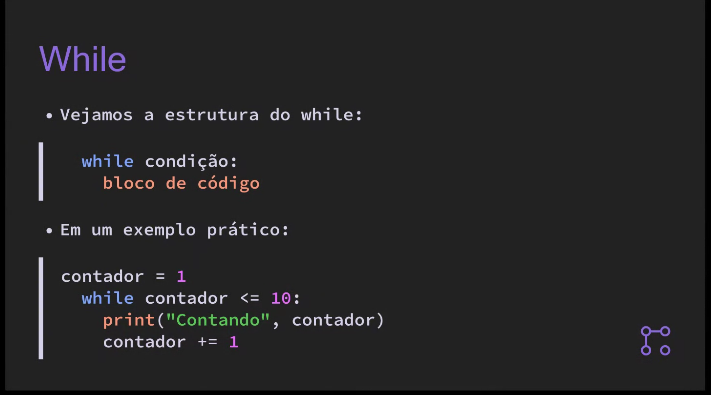 While
• Vejamos a estrutura do while:
while condição:
bloco de código
• Em um exemplo prático:
contador = 1
while contador <= 10:
print("Contando", contador)
contador += 1